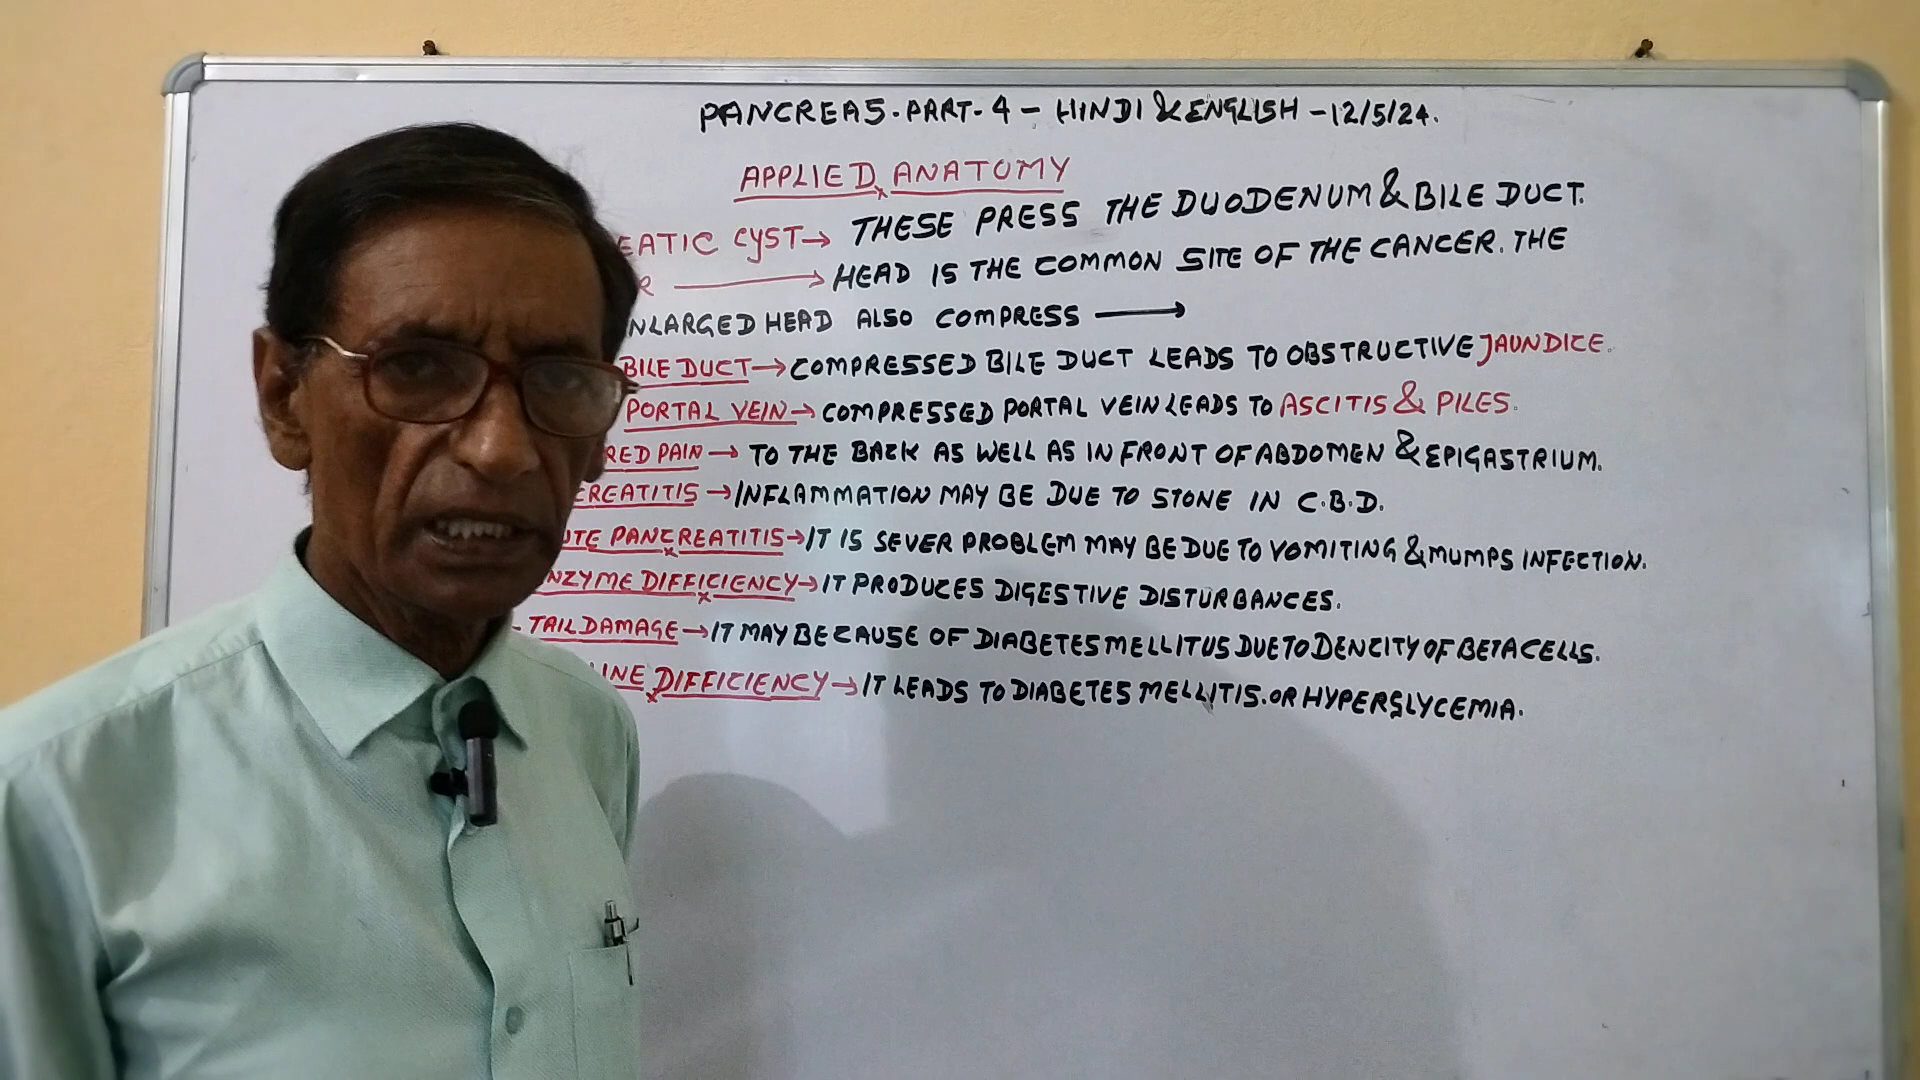 PANCREAS.PART-4 - HINDI & ENGLISH -12/5/24.
APPLIED ANATOMY
EATIC CYST→ THESE PRESS THE DUODENUM & BILE DUCT.
R → HEAD IS THE COMMON SITE OF THE CANCER. THE
NLARGED HEAD ALSO COMPRESS →
BILE DUCT→COMPRESSED BILE DUCT LEADS TO OBSTRUCTIVE JAUNDICE.
PORTAL VEIN→ COMPRESSED PORTAL VEIN LEADS TO ASCITIS & PILES.
RED PAIN→ TO THE BACK AS WELL AS IN FRONT OF ABDOMEN & EPIGASTRIUM.
CREATITIS →INFLAMMATION MAY BE DUE TO STONE IN C.B.D.
UTE PANCREATITIS→IT IS SEVER PROBLEM MAY BE DUE TO VOMITING & MUMPS INFECTION.
NZYME DIFFICIENCY→IT PRODUCES DIGESTIVE DISTURBANCES.
- TAIL DAMAGE→IT MAY BE CAUSE OF DIABETES MELLITUS DUE TO DENCITY OF BETA CELLS.
LINE DIFFICIENCY→IT LEADS TO DIABETES MELLITIS. OR HYPERGLYCEMIA.